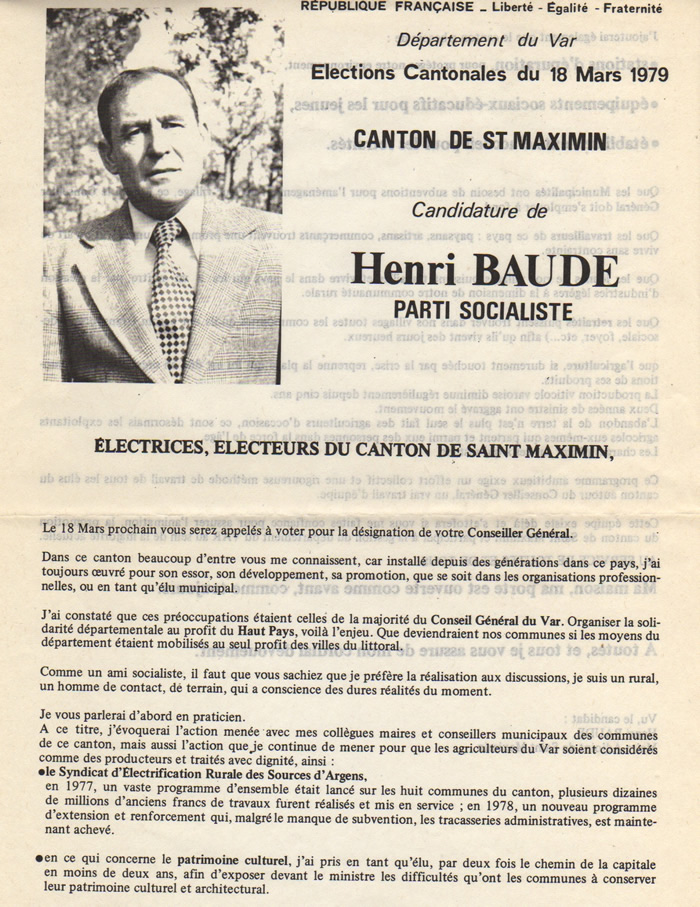 RÉPUBLIQUE FRANÇAISE _ Liberté - Égalité - Fraternité
Département du Var
Elections Cantonales du 18 Mars 1979
CANTON DE ST MAXIMIN
Candidature de
Henri BAUDE
PARTI SOCIALISTE
ÉLECTRICES, ELECTEURS DU CANTON DE SAINT MAXIMIN,
Le 18 Mars prochain vous serez appelés à voter pour la désignation de votre Conseiller Général.
Dans ce canton beaucoup d'entre vous me connaissent, car installé depuis des générations dans ce pays, j'ai
toujours œuvré pour son essor, son développement, sa promotion, que se soit dans les organisations profession-
nelles, ou en tant qu'élu municipal.
J'ai constaté que ces préoccupations étaient celles de la majorité du Conseil Général du Var. Organiser la soli-
darité départementale au profit du Haut Pays, voilà l'enjeu. Que deviendraient nos communes si les moyens du
département étaient mobilisés au seul profit des villes du littoral.
Comme un ami socialiste, il faut que vous sachiez que je préfère la réalisation aux discussions, je suis un rural,
un homme de contact, de terrain, qui a conscience des dures réalités du moment.
Je vous parlerai d'abord en praticien.
A ce titre, j'évoquerai l'action menée avec mes collègues maires et conseillers municipaux des communes
de ce canton, mais aussi l'action que je continue de mener pour que les agriculteurs du Var soient considérés
comme des producteurs et traités avec dignité, ainsi :
●le Syndicat d'Électrification Rurale des Sources d'Argens,
en 1977, un vaste programme d'ensemble était lancé sur les huit communes du canton, plusieurs dizaines
de millions d'anciens francs de travaux furent réalisés et mis en service ; en 1978, un nouveau programme
d'extension et renforcement qui, malgré le manque de subvention, les tracasseries administratives, est mainte-
nant achevé.
●en ce qui concerne le patrimoine culturel, j'ai pris en tant qu'élu, par deux fois le chemin de la capitale
en moins de deux ans, afin d'exposer devant le ministre les difficultés qu'ont les communes à conserver
leur patrimoine culturel et architectural.